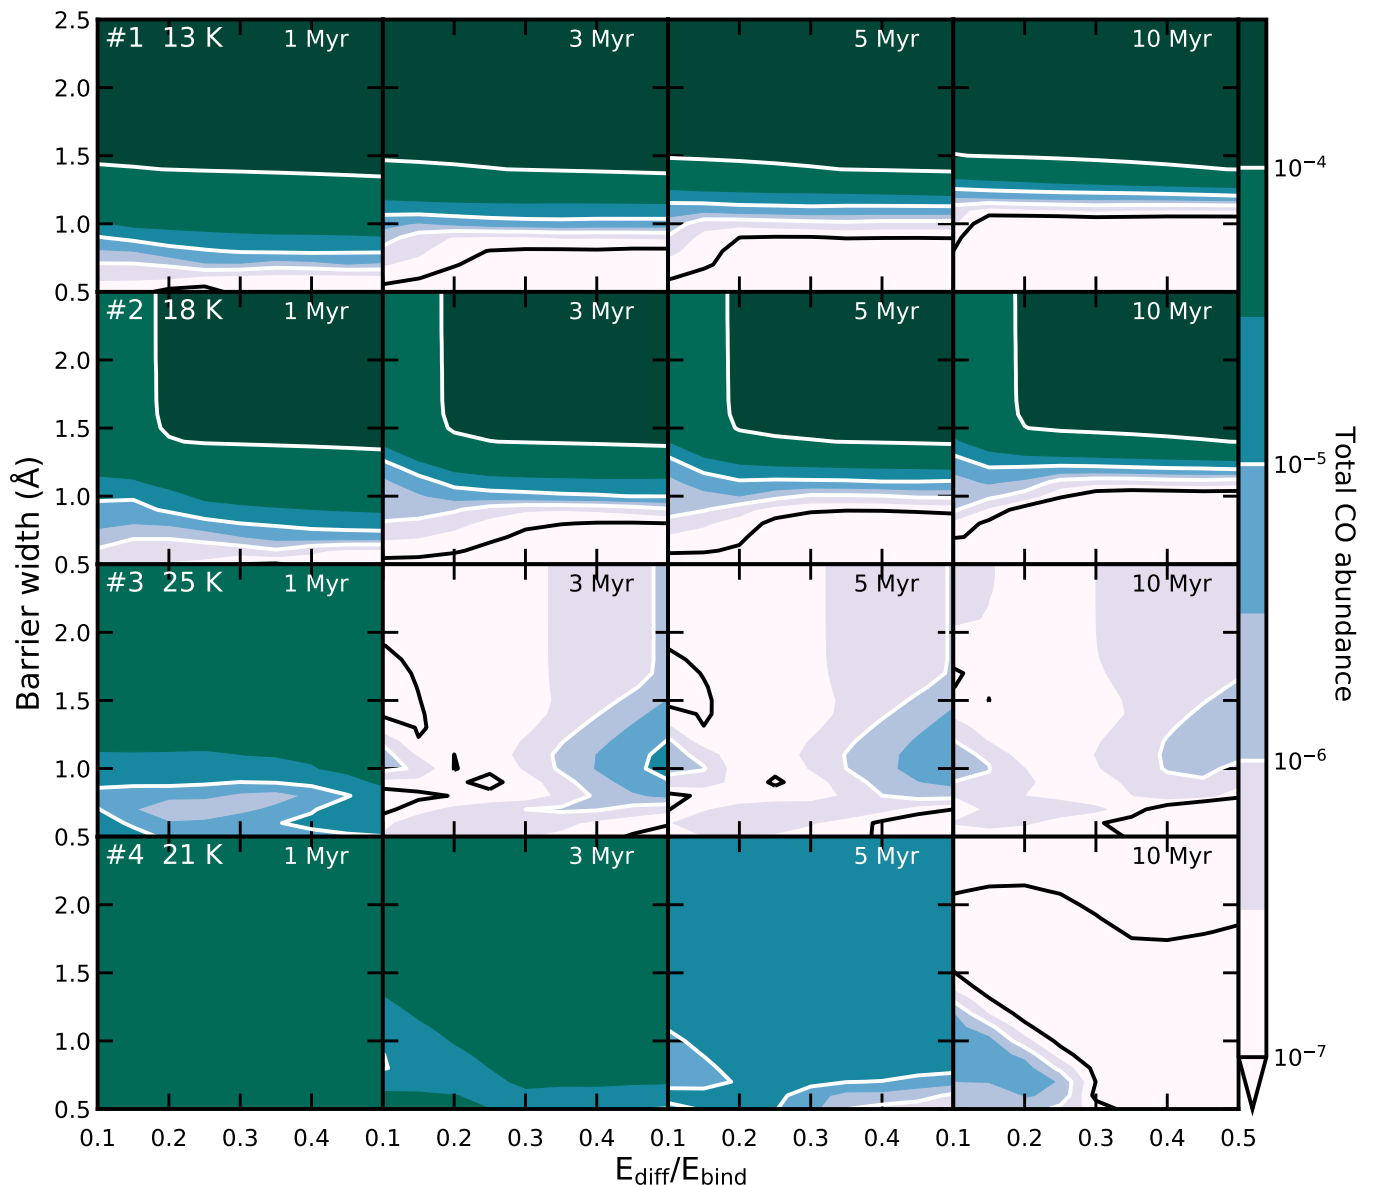 2.5
#1 13 K 1 Myr 3 Myr 5 Myr 10 Myr
2.0
1.5
10⁻⁴
1.0
0.5
#2 18 K 1 Myr 3 Myr 5 Myr 10 Myr
2.0
1.5
10⁻⁵
1.0
0.5
#3 25 K 1 Myr 3 Myr 5 Myr 10 Myr
2.0
1.5
1.0
10⁻⁶
0.5
#4 21 K 1 Myr 3 Myr 5 Myr 10 Myr
2.0
1.5
1.0
10⁻⁷
0.5
0.1 0.2 0.3 0.4 0.1 0.2 0.3 0.4 0.1 0.2 0.3 0.4 0.1 0.2 0.3 0.4 0.5
E_diff/E_bind
Barrier width (Å)
Total CO abundance